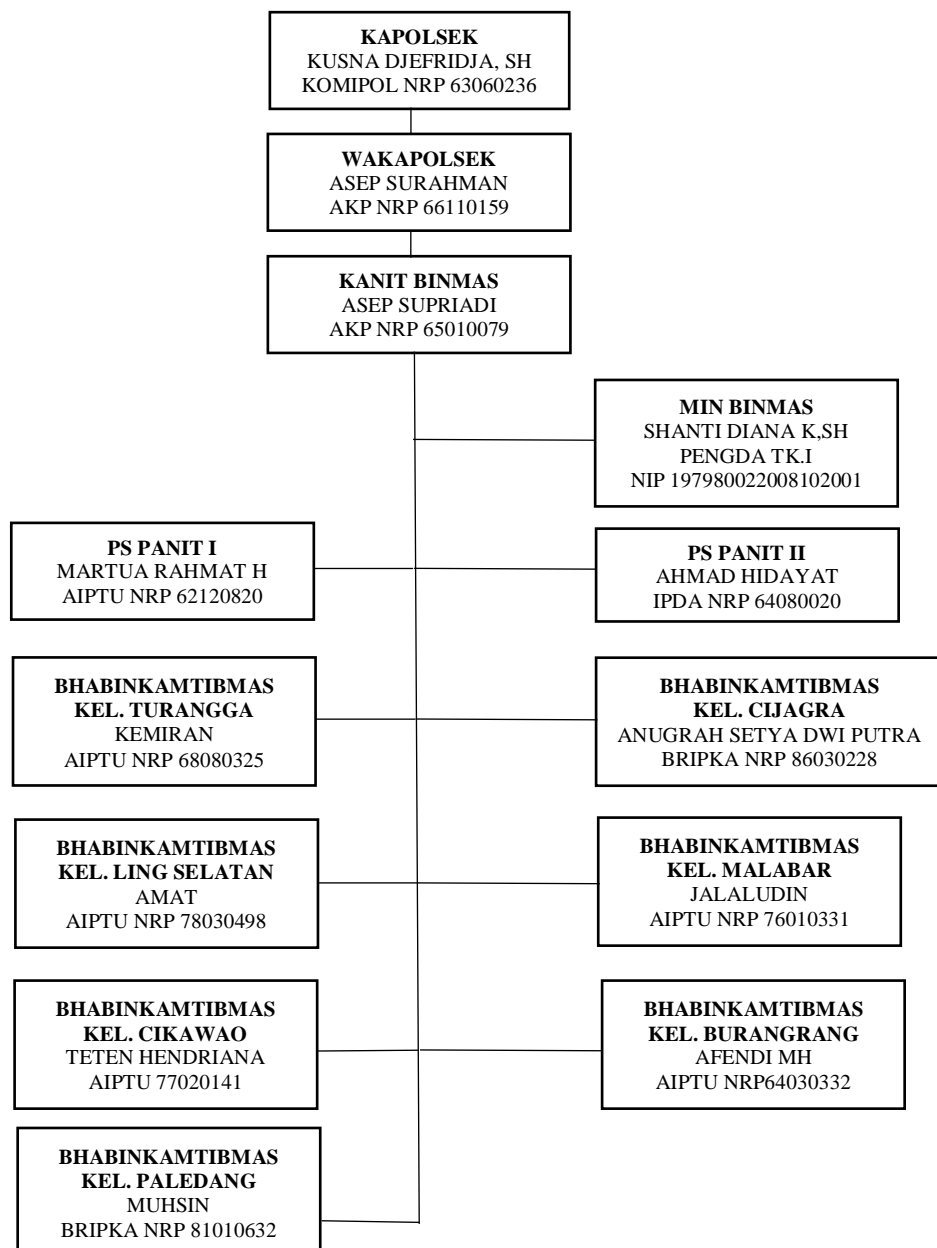 KAPOLSEK
KUSNA DJEFRIDJA, SH
KOMIPOL NRP 63060236
WAKAPOLSEK
ASEP SURAHMAN
AKP NRP 66110159
KANIT BINMAS
ASEP SUPRIADI
AKP NRP 65010079
MIN BINMAS
SHANTI DIANA K,SH
PENGDA TK.I
NIP 197980022008102001
PS PANIT I
MARTUA RAHMAT H
AIPTU NRP 62120820
PS PANIT II
AHMAD HIDAYAT
IPDA NRP 64080020
BHABINKAMTIBMAS
KEL. TURANGGA
KEMIRAN
AIPTU NRP 68080325
BHABINKAMTIBMAS
KEL. CIJAGRA
ANUGRAH SETYA DWI PUTRA
BRIPKA NRP 86030228
BHABINKAMTIBMAS
KEL. LING SELATAN
AMAT
AIPTU NRP 78030498
BHABINKAMTIBMAS
KEL. MALABAR
JALALUDIN
AIPTU NRP 76010331
BHABINKAMTIBMAS
KEL. CIKAWAO
TETEN HENDRIANA
AIPTU 77020141
BHABINKAMTIBMAS
KEL. BURANGRANG
AFENDI MH
AIPTU NRP64030332
BHABINKAMTIBMAS
KEL. PALEDANG
MUHSIN
BRIPKA NRP 81010632